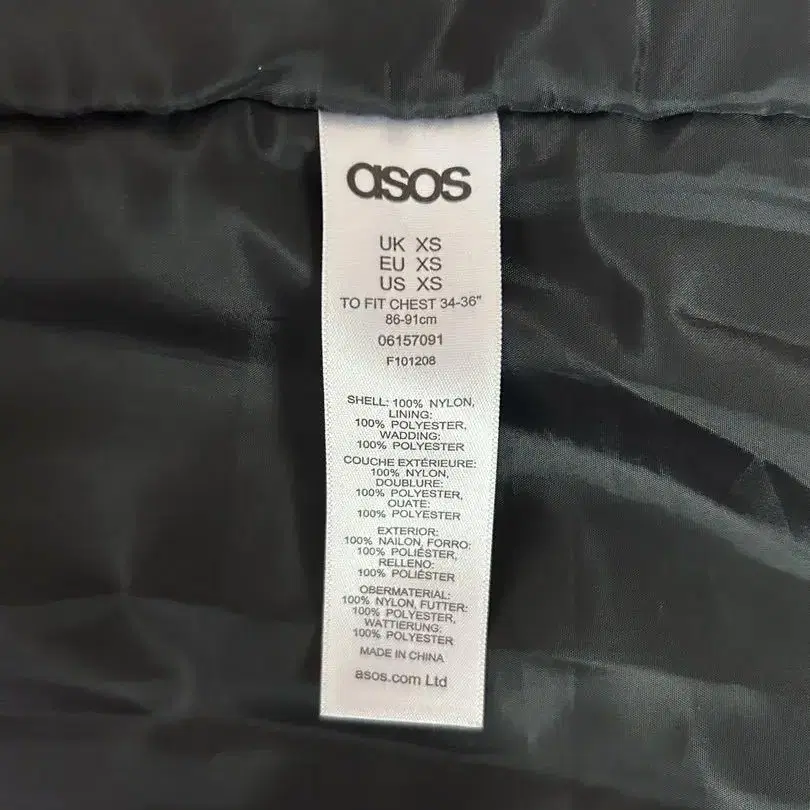 asos
UK XS
EU XS
US XS
TO FIT CHEST 34-36"
86-91cm
06157091
F101208
SHELL: 100% NYLON,
LINING:
100% POLYESTER,
WADDING:
100% POLYESTER
COUCHE EXTÉRIEURE:
100% NYLON,
DOUBLURE:
100% POLYESTER,
OUATE:
100% POLYESTER
EXTERIOR:
100% NAILON, FORRO:
100% POLIÉSTER,
RELLENO:
100% POLIÉSTER
OBERMATERIAL:
100% NYLON, FUTTER:
100% POLYESTER,
WATTIERUNG:
100% POLYESTER
MADE IN CHINA
asos.com Ltd